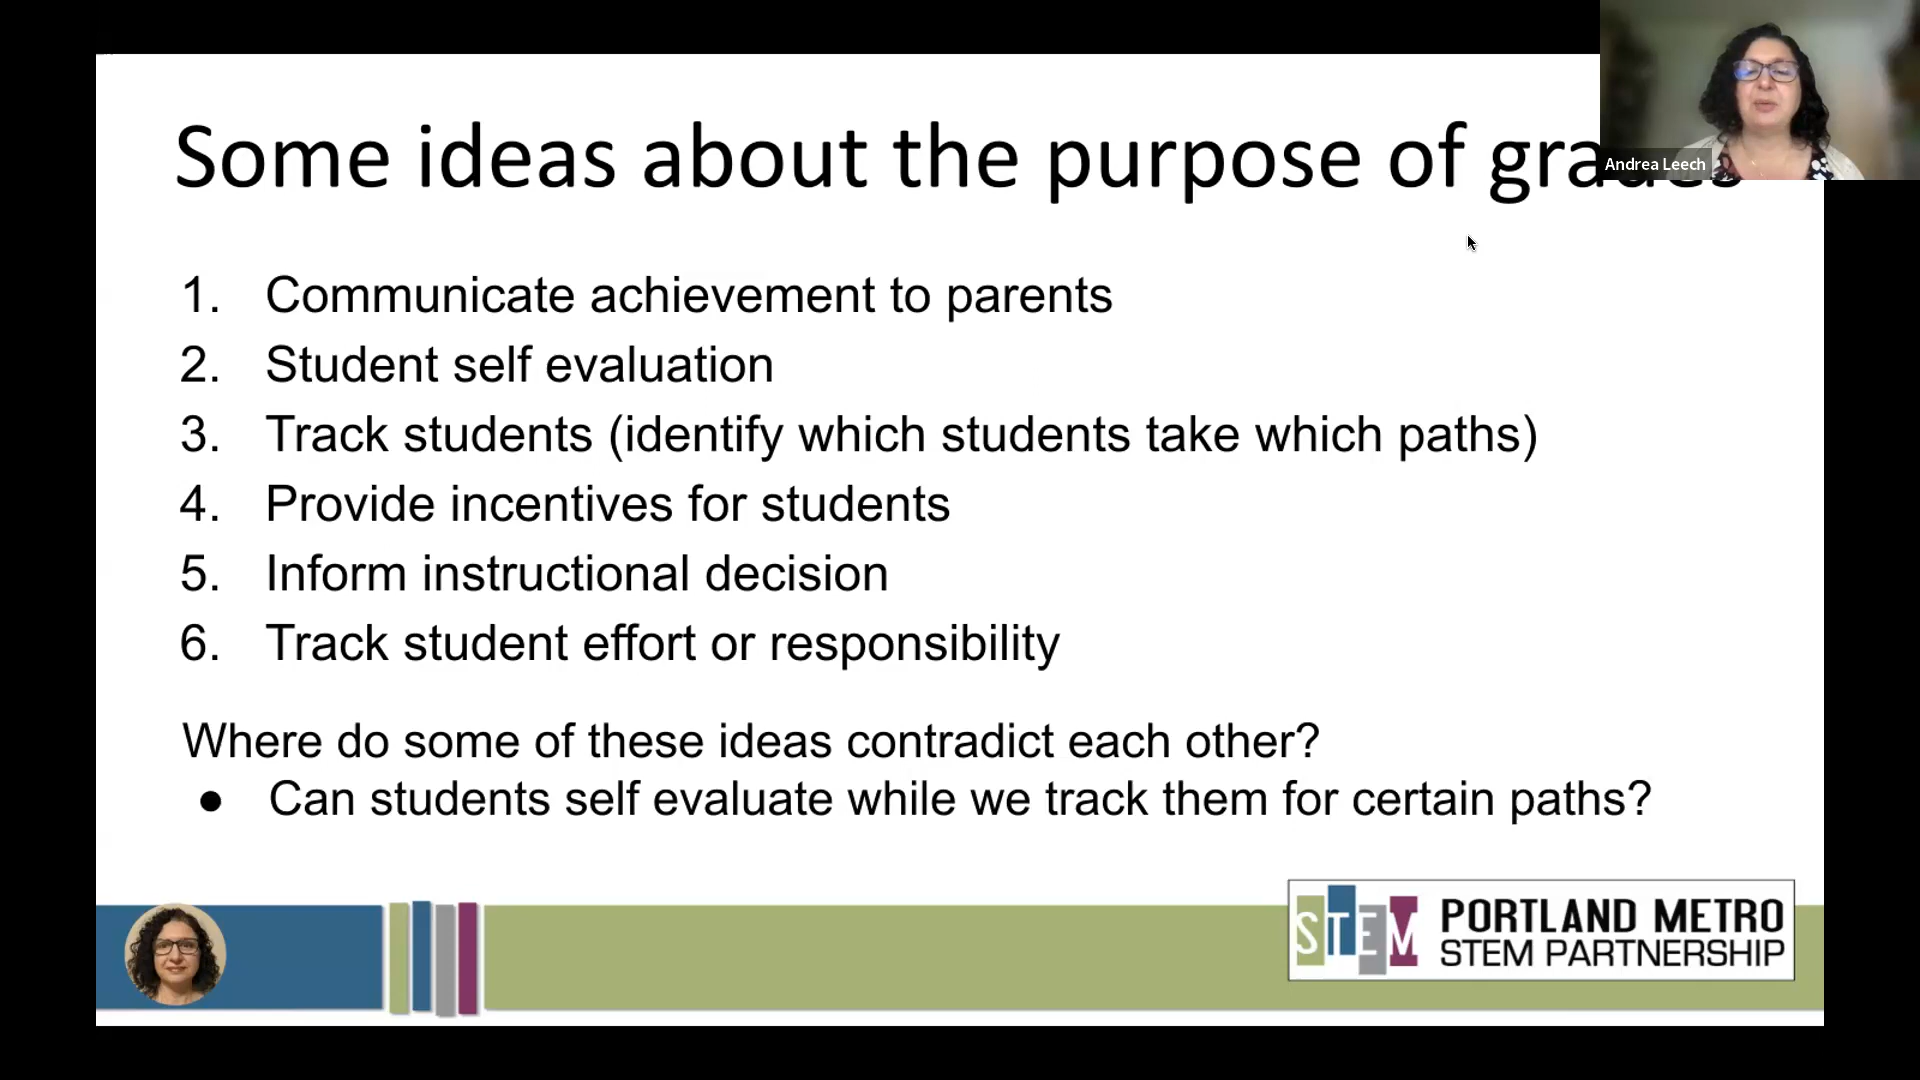 Some ideas about the purpose of grades
Andrea Leech
1. Communicate achievement to parents
2. Student self evaluation
3. Track students (identify which students take which paths)
4. Provide incentives for students
5. Inform instructional decision
6. Track student effort or responsibility
Where do some of these ideas contradict each other?
● Can students self evaluate while we track them for certain paths?
STEM
PORTLAND METRO
STEM PARTNERSHIP